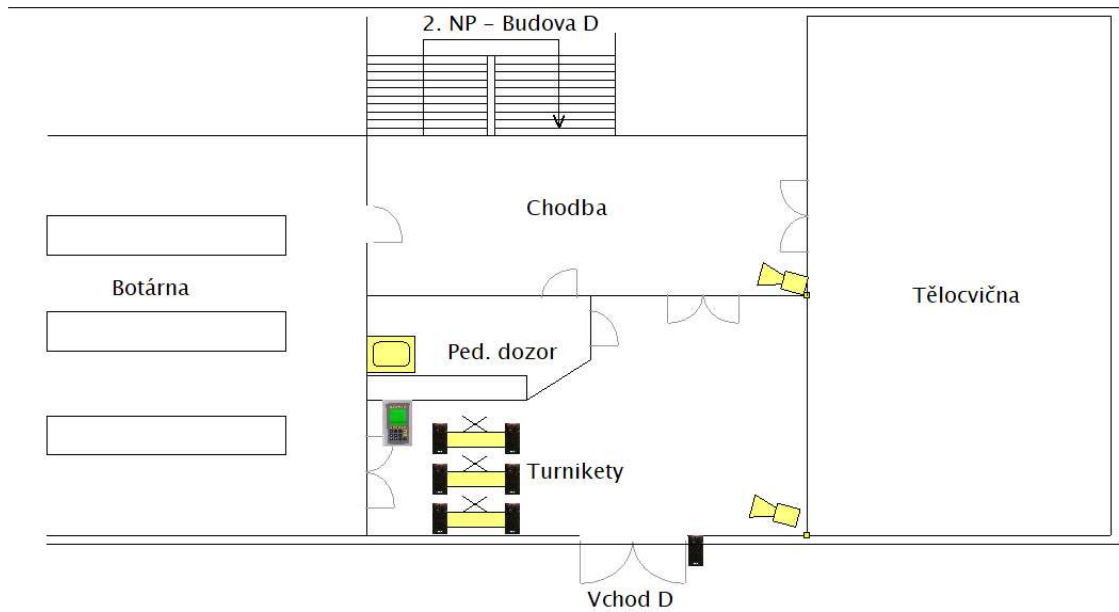 2. NP – Budova D
Chodba
Botárna
Tělocvična
Ped. dozor
Turnikety
Vchod D